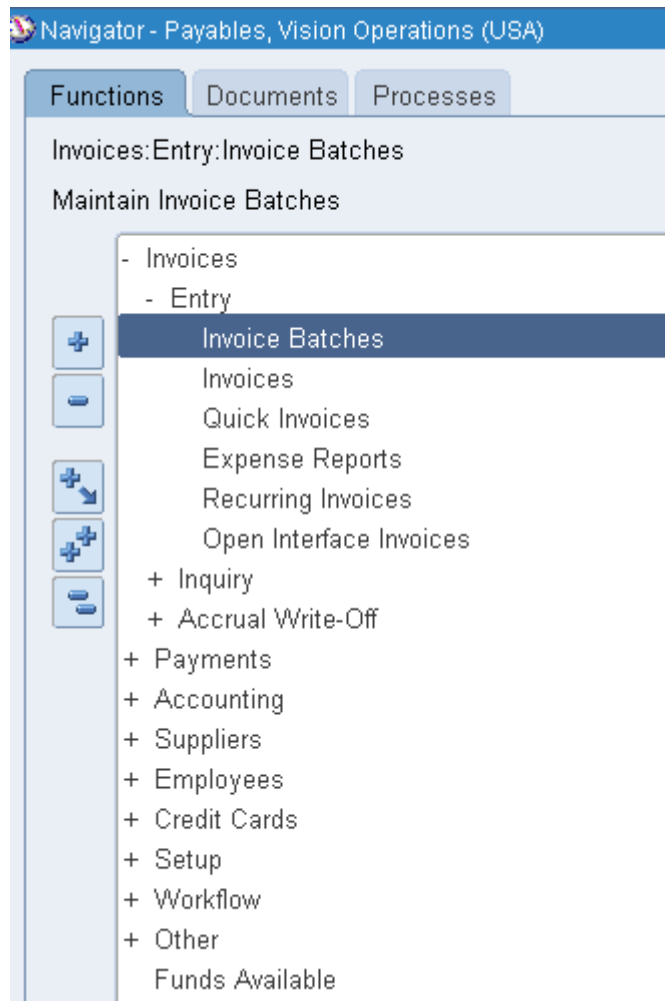 Navigator - Payables, Vision Operations (USA)
Functions Documents Processes
Invoices:Entry:Invoice Batches
Maintain Invoice Batches
- Invoices
- Entry
Invoice Batches
Invoices
Quick Invoices
Expense Reports
Recurring Invoices
Open Interface Invoices
+ Inquiry
+ Accrual Write-Off
+ Payments
+ Accounting
+ Suppliers
+ Employees
+ Credit Cards
+ Setup
+ Workflow
+ Other
Funds Available